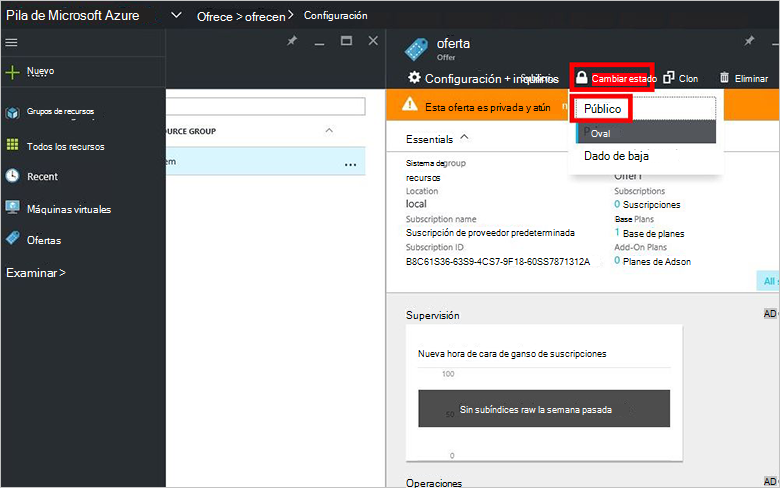 Pila de Microsoft Azure
Ofrece > ofrecen
Configuración
Nuevo
Grupos de recursos
Todos los recursos
Recent
Máquinas virtuales
Ofertas
Examinar >
OURCE GROUP
em
...
oferta
Offer
Configuración + inquilinos
Cambiar estado
Clon
Eliminar
Esta oferta es privada y aún
Público
Oval
Dado de baja
Essentials
Sistema de group
recursos
Location
local
Subscription name
Suscripción de proveedor predeterminada
Subscription ID
B8C61S36-63S9-4CS7-9F18-60SS7871312A
Offer1
Subscriptions
0 Suscripciones
Base Plans
1 Base de planes
Add-On Plans
0 Planes de Adson
All s
Supervisión
AD
Nueva hora de cara de ganso de suscripciones
100
50
Sin subíndices raw la semana pasada
0
Operaciones
AD